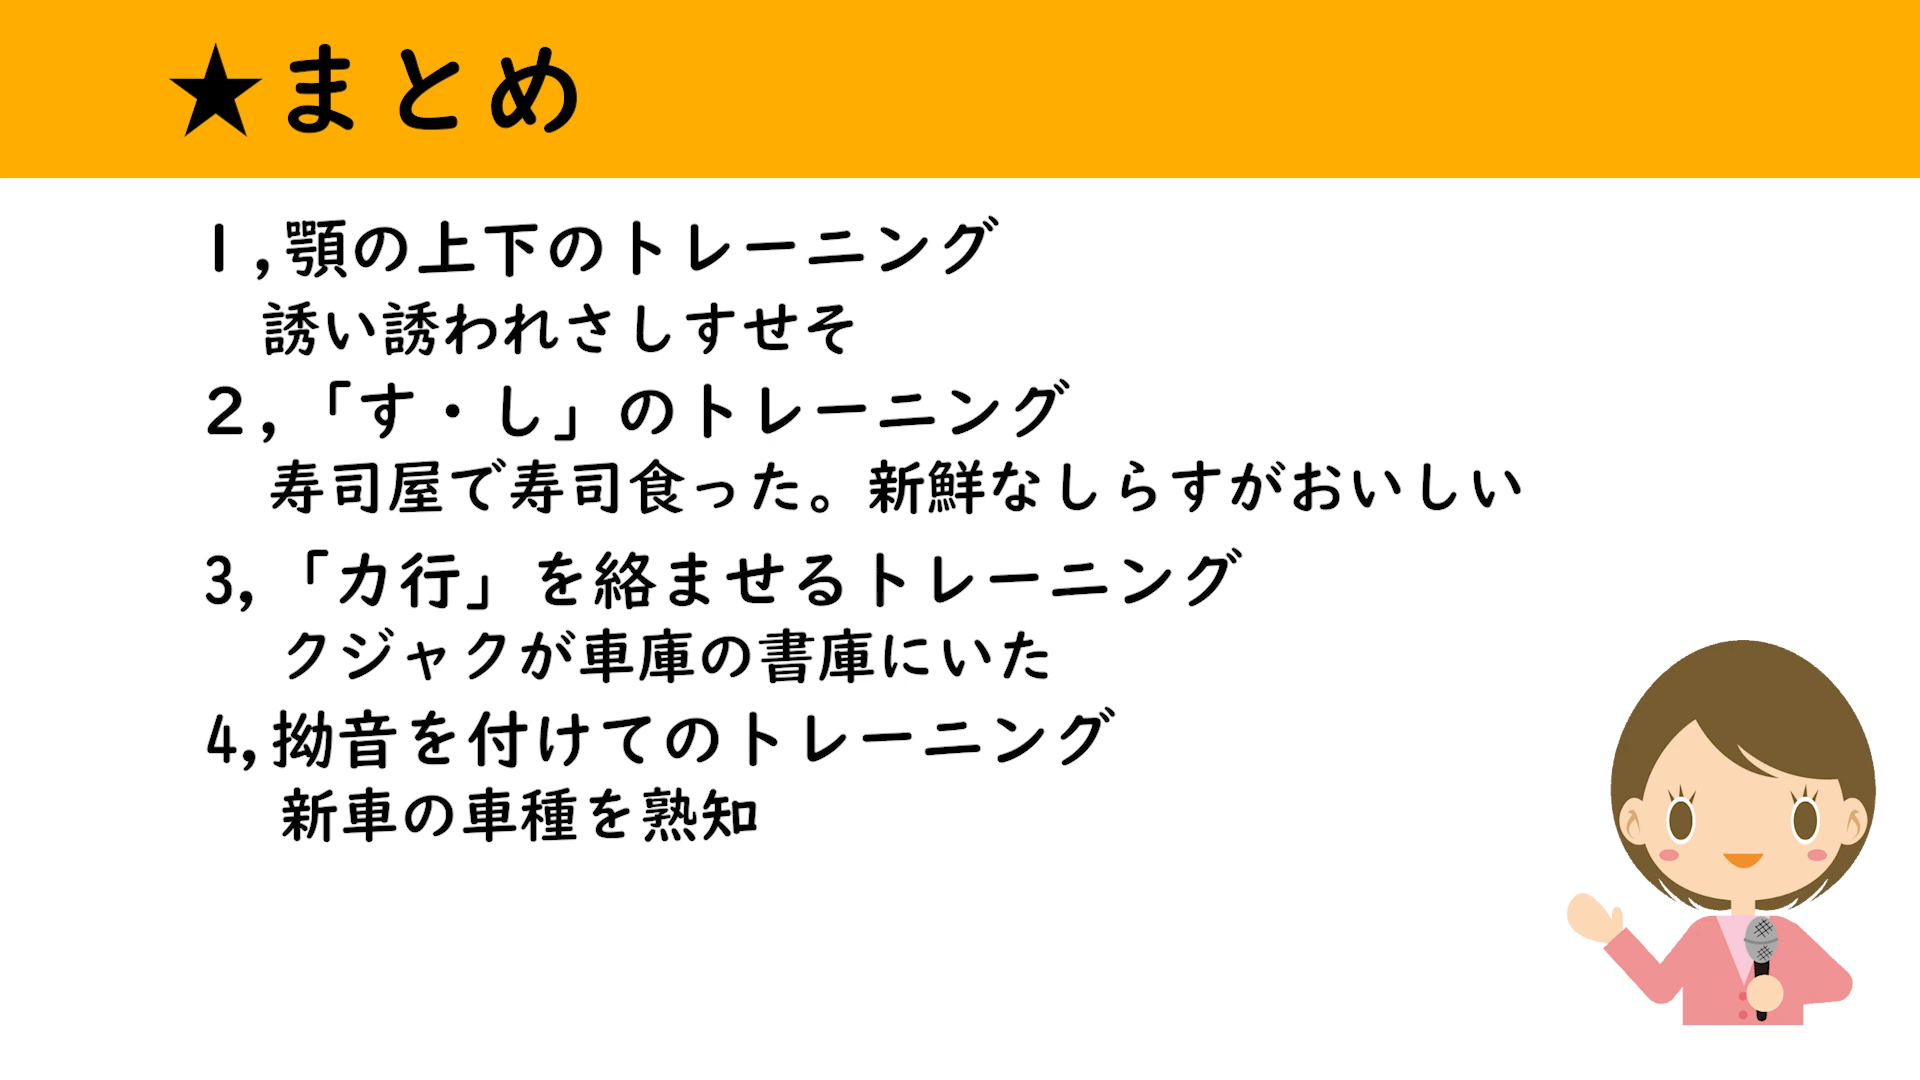 ★まとめ
１,顎の上下のトレーニング
誘い誘われさしすせそ
２,「す・し」のトレーニング
寿司屋で寿司食った。新鮮なしらすがおいしい
3,「カ行」を絡ませるトレーニング
クジャクが車庫の書庫にいた
4,拗音を付けてのトレーニング
新車の車種を熟知